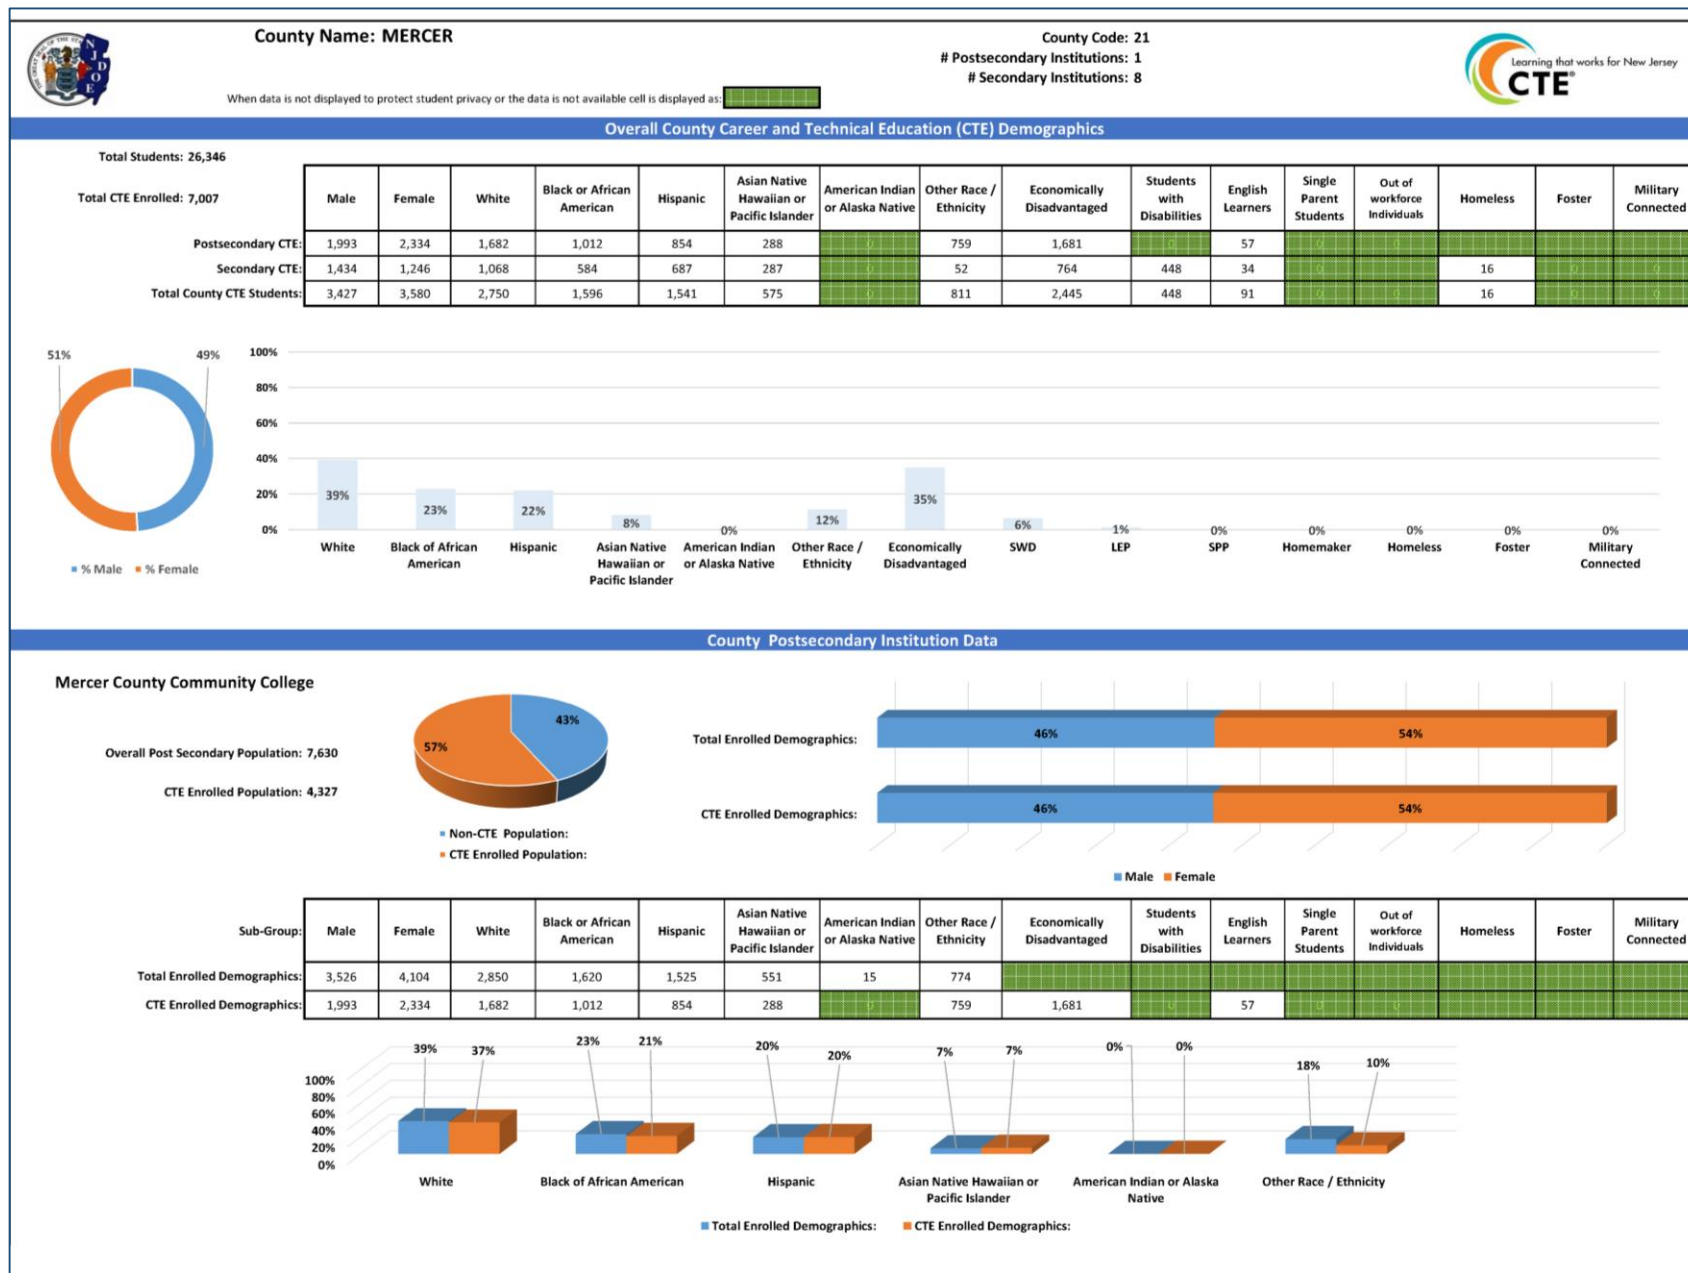 County Name: MERCER
County Code: 21
# Postsecondary Institutions: 1
# Secondary Institutions: 8
NJDOE
Learning that works for New Jersey
CTE®
When data is not displayed to protect student privacy or the data is not available cell is displayed as:
Overall County Career and Technical Education (CTE) Demographics
Total Students: 26,346
Total CTE Enrolled: 7,007
Male Female White Black or African American Hispanic Asian Native Hawaiian or Pacific Islander American Indian or Alaska Native Other Race / Ethnicity Economically Disadvantaged Students with Disabilities English Learners Single Parent Students Out of workforce Individuals Homeless Foster Military Connected
Postsecondary CTE: 1,993 2,334 1,682 1,012 854 288 0 759 1,681 0 57 0 0
Secondary CTE: 1,434 1,246 1,068 584 687 287 0 52 764 448 34 0 16 0 0
Total County CTE Students: 3,427 3,580 2,750 1,596 1,541 575 0 811 2,445 448 91 0 0 16 0 0
51% 49%
% Male % Female
100%
80%
60%
40%
20%
0%
39% 23% 22% 8% 0% 12% 35% 6% 1% 0% 0% 0% 0% 0%
White Black of African American Hispanic Asian Native Hawaiian or Pacific Islander American Indian or Alaska Native Other Race / Ethnicity Economically Disadvantaged SWD LEP SPP Homemaker Homeless Foster Military Connected
County Postsecondary Institution Data
Mercer County Community College
Overall Post Secondary Population: 7,630
CTE Enrolled Population: 4,327
43%
57%
Non-CTE Population:
CTE Enrolled Population:
Total Enrolled Demographics: 46% 54%
CTE Enrolled Demographics: 46% 54%
Male Female
Sub-Group: Male Female White Black or African American Hispanic Asian Native Hawaiian or Pacific Islander American Indian or Alaska Native Other Race / Ethnicity Economically Disadvantaged Students with Disabilities English Learners Single Parent Students Out of workforce Individuals Homeless Foster Military Connected
Total Enrolled Demographics: 3,526 4,104 2,850 1,620 1,525 551 15 774
CTE Enrolled Demographics: 1,993 2,334 1,682 1,012 854 288 0 759 1,681 0 57 0 0
39% 37% 23% 21% 20% 20% 7% 7% 0% 0% 18% 10%
100%
80%
60%
40%
20%
0%
White Black of African American Hispanic Asian Native Hawaiian or Pacific Islander American Indian or Alaska Native Other Race / Ethnicity
Total Enrolled Demographics: CTE Enrolled Demographics: